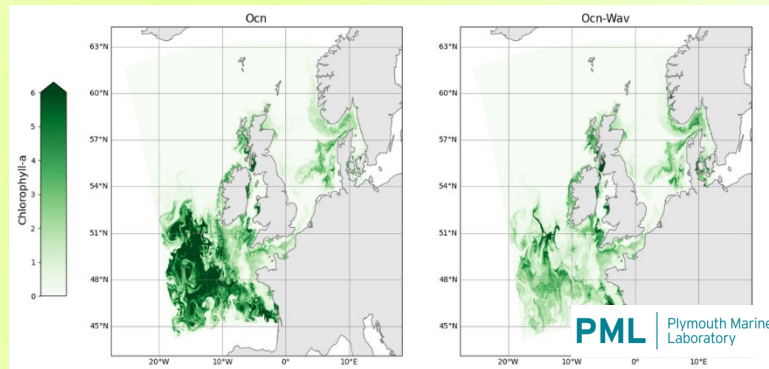 Ocn
Ocn-Wav
63°N
60°N
57°N
54°N
51°N
48°N
45°N
63°N
60°N
57°N
54°N
51°N
48°N
45°N
6
5
4
3
2
1
0
Chlorophyll-a
20°W
10°W
0°
10°E
20°W
10°W
0°
10°E
PML
Plymouth Marine
Laboratory